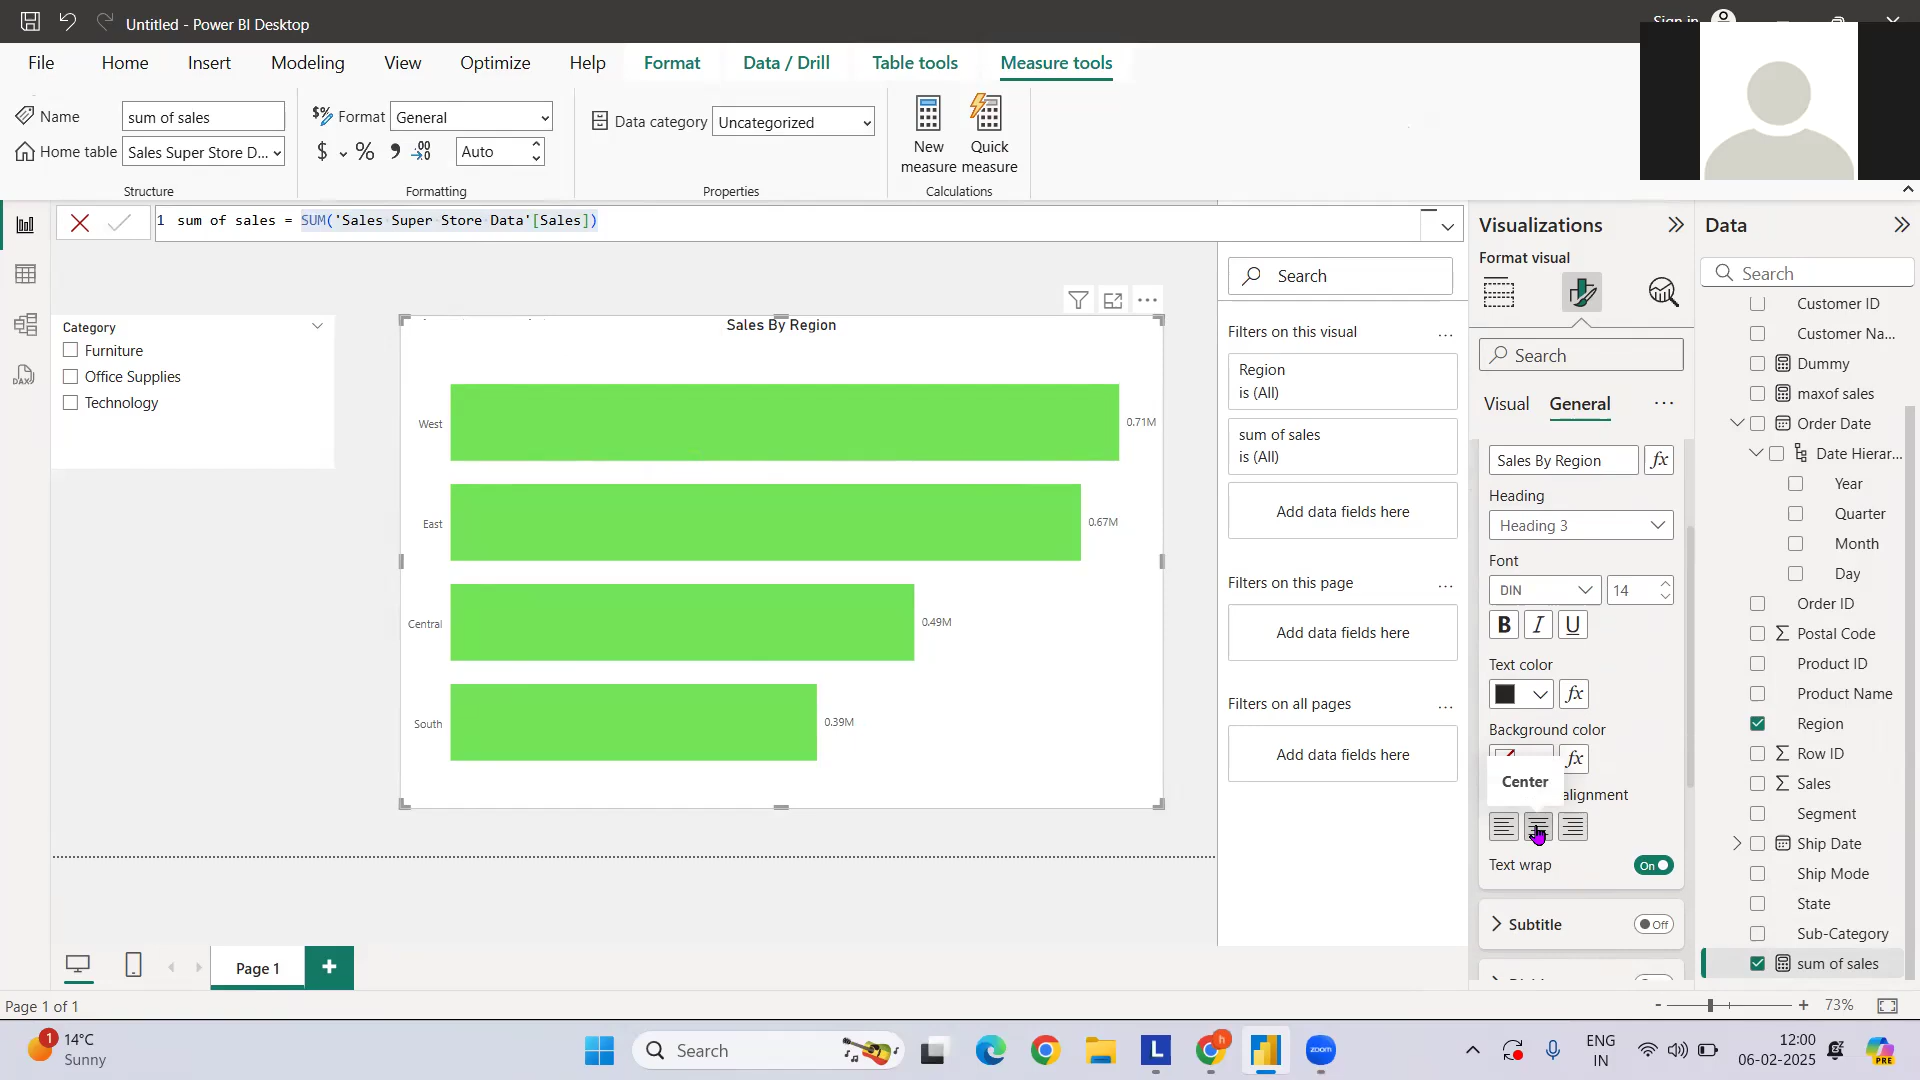 Untitled - Power BI Desktop
File Home Insert Modeling View Optimize Help Format Data / Drill Table tools Measure tools
Name sum of sales
Home table Sales Super Store D...
Structure
Format General
$ % , .00 Auto
Formatting
Data category Uncategorized
Properties
New measure
Quick measure
Calculations
1 sum of sales = SUM('Sales Super Store Data'[Sales])
Category
Furniture
Office Supplies
Technology
Sales By Region
West 0.71M
East 0.67M
Central 0.49M
South 0.39M
Search
Filters on this visual ...
Region
is (All)
sum of sales
is (All)
Add data fields here
Filters on this page ...
Add data fields here
Filters on all pages ...
Add data fields here
Visualizations
Format visual
Search
Visual General ...
Sales By Region fx
Heading
Heading 3
Font
DIN 14
B I U
Text color
fx
Background color
fx
Center
alignment
Text wrap On
Subtitle Off
Data
Search
Customer ID
Customer Na...
Dummy
maxof sales
Order Date
Date Hierar...
Year
Quarter
Month
Day
Order ID
Postal Code
Product ID
Product Name
Region
Row ID
Sales
Segment
Ship Date
Ship Mode
State
Sub-Category
sum of sales
Page 1
Page 1 of 1
73%
1
14°C
Sunny
Search
zoom
ENG
IN
12:00
06-02-2025
PRE